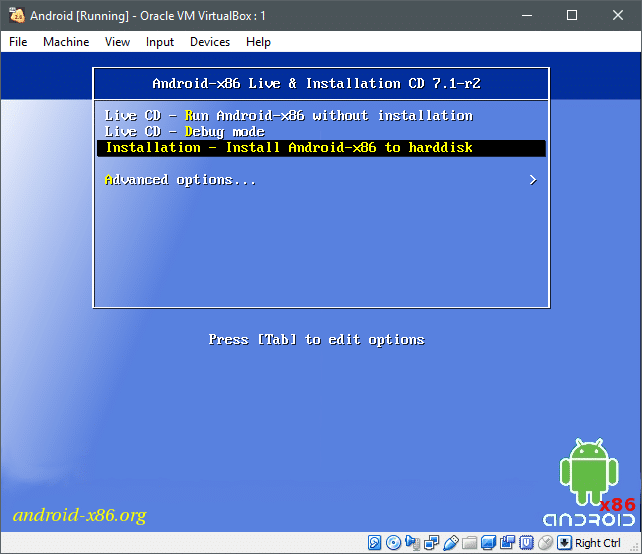 Android [Running] - Oracle VM VirtualBox : 1
File Machine View Input Devices Help
Android-x86 Live & Installation CD 7.1-r2
Live CD - Run Android-x86 without installation
Live CD - Debug mode
Installation - Install Android-x86 to harddisk
Advanced options... >
Press [Tab] to edit options
android-x86.org
x86
ANDROID
Right Ctrl